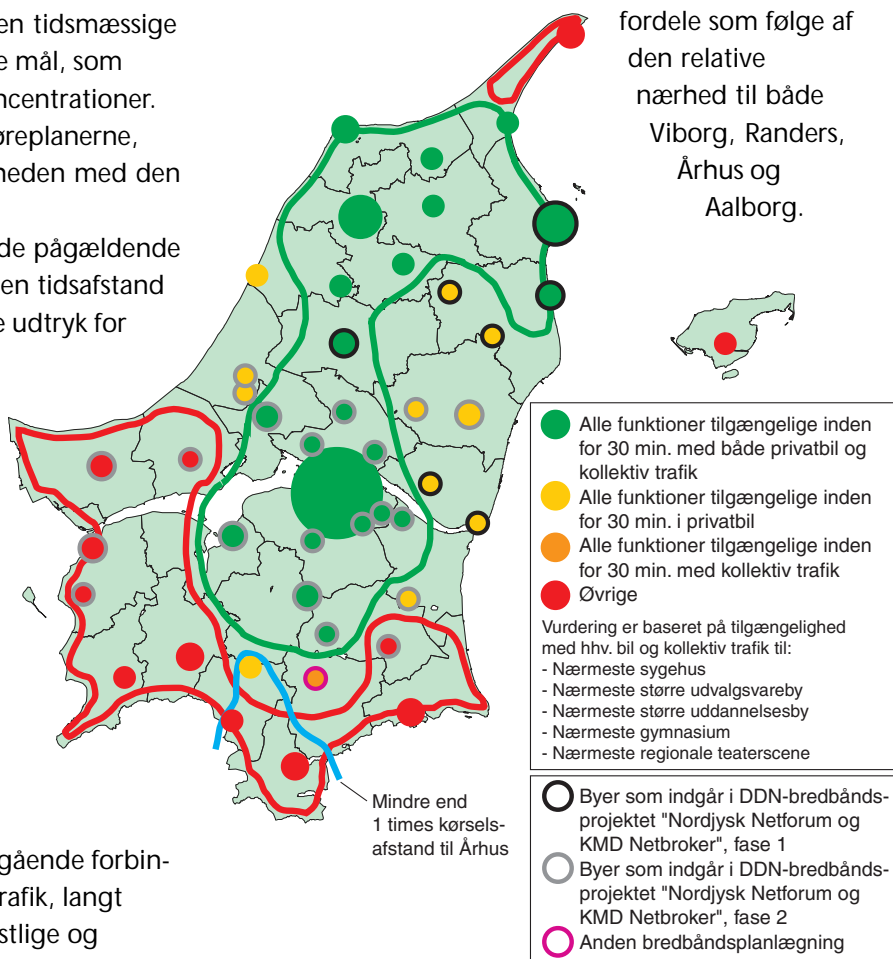 en tidsmæssige
e mål, som
ncentrationer.
øreplanerne,
heden med den
de pågældende
en tidsafstand
e udtryk for
fordele som følge af
den relative
nærhed til både
Viborg, Randers,
Århus og
Aalborg.
Alle funktioner tilgængelige inden
for 30 min. med både privatbil og
kollektiv trafik
Alle funktioner tilgængelige inden
for 30 min. i privatbil
Alle funktioner tilgængelige inden
for 30 min. med kollektiv trafik
Øvrige
Vurdering er baseret på tilgængelighed
med hhv. bil og kollektiv trafik til:
- Nærmeste sygehus
- Nærmeste større udvalgsvareby
- Nærmeste større uddannelsesby
- Nærmeste gymnasium
- Nærmeste regionale teaterscene
Mindre end
1 times kørsels-
afstand til Århus
Byer som indgår i DDN-bredbånds-
projektet "Nordjysk Netforum og
KMD Netbroker", fase 1
Byer som indgår i DDN-bredbånds-
projektet "Nordjysk Netforum og
KMD Netbroker", fase 2
Anden bredbåndsplanlægning
gående forbin-
rafik, langt
stlige og